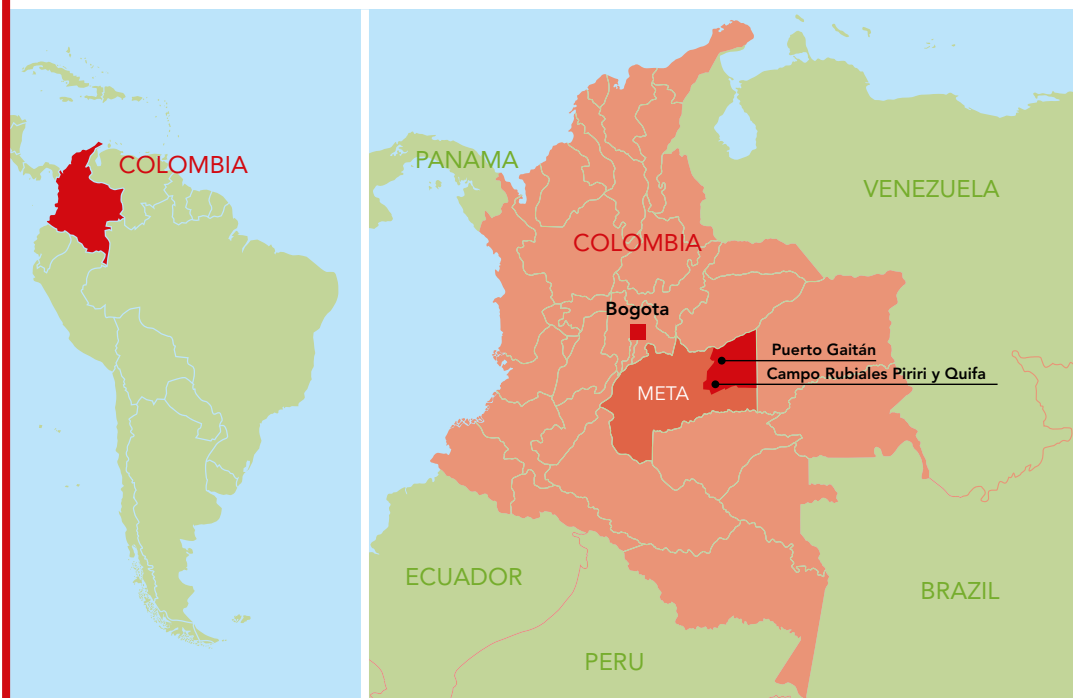 COLOMBIA
PANAMA
VENEZUELA
COLOMBIA
Bogota
Puerto Gaitán
Campo Rubiales Piriri y Quifa
META
ECUADOR
BRAZIL
PERU